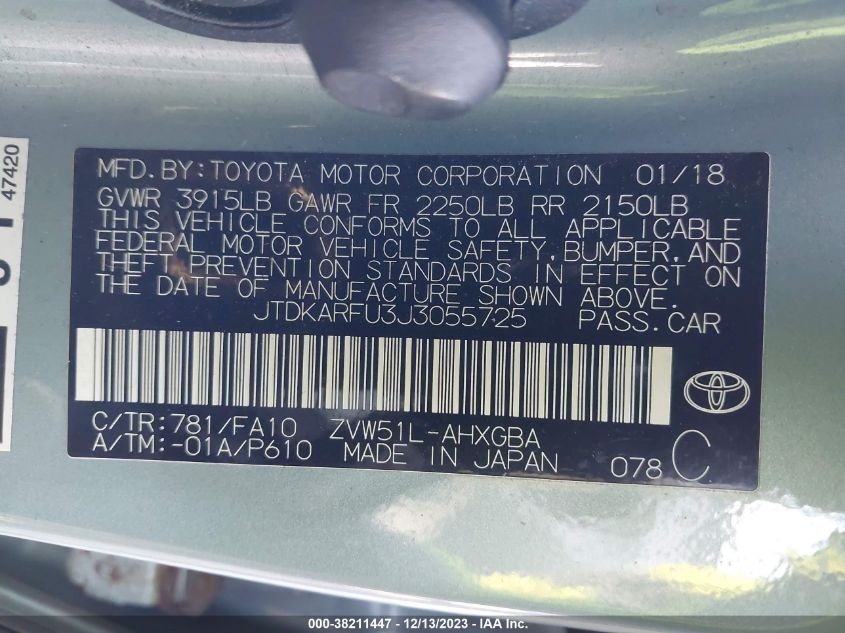 MFD.BY:TOYOTA MOTOR CORPORATION 01/18
GVWR 3915LB GAWR FR 2250LB RR 2150LB
THIS VEHICLE CONFORMS TO ALL APPLICABLE
FEDERAL MOTOR VEHICLE SAFETY, BUMPER, AND
THEFT PREVENTION STANDARDS IN EFFECT ON
THE DATE OF MANUFACTURE SHOWN ABOVE.
JTDKARFU3J3055725 PASS.CAR
C/TR:781/FA10 ZVW51L-AHXGBA
A/TM:-01A/P610 MADE IN JAPAN 078 C
47420
000-38211447 - 12/13/2023 - IAA Inc.